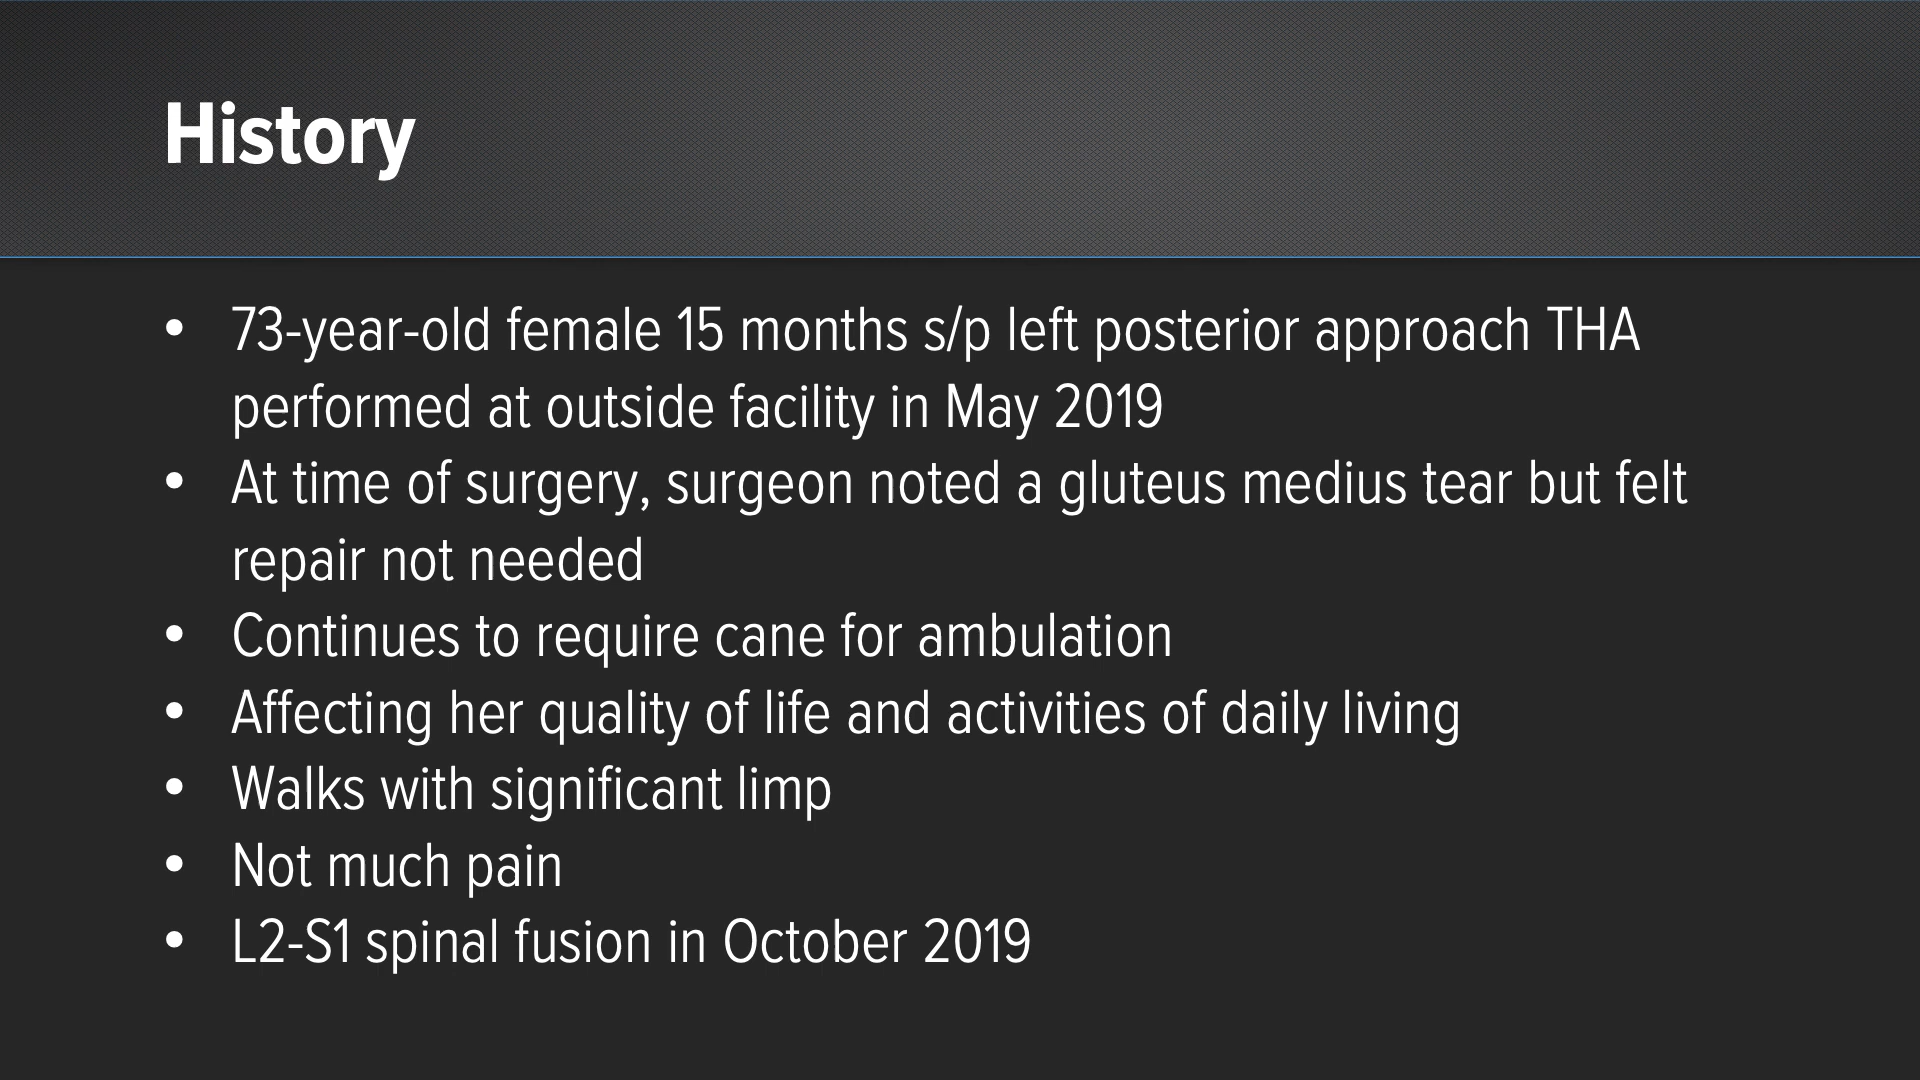 History
• 73-year-old female 15 months s/p left posterior approach THA
performed at outside facility in May 2019
• At time of surgery, surgeon noted a gluteus medius tear but felt
repair not needed
• Continues to require cane for ambulation
• Affecting her quality of life and activities of daily living
• Walks with significant limp
• Not much pain
• L2-S1 spinal fusion in October 2019